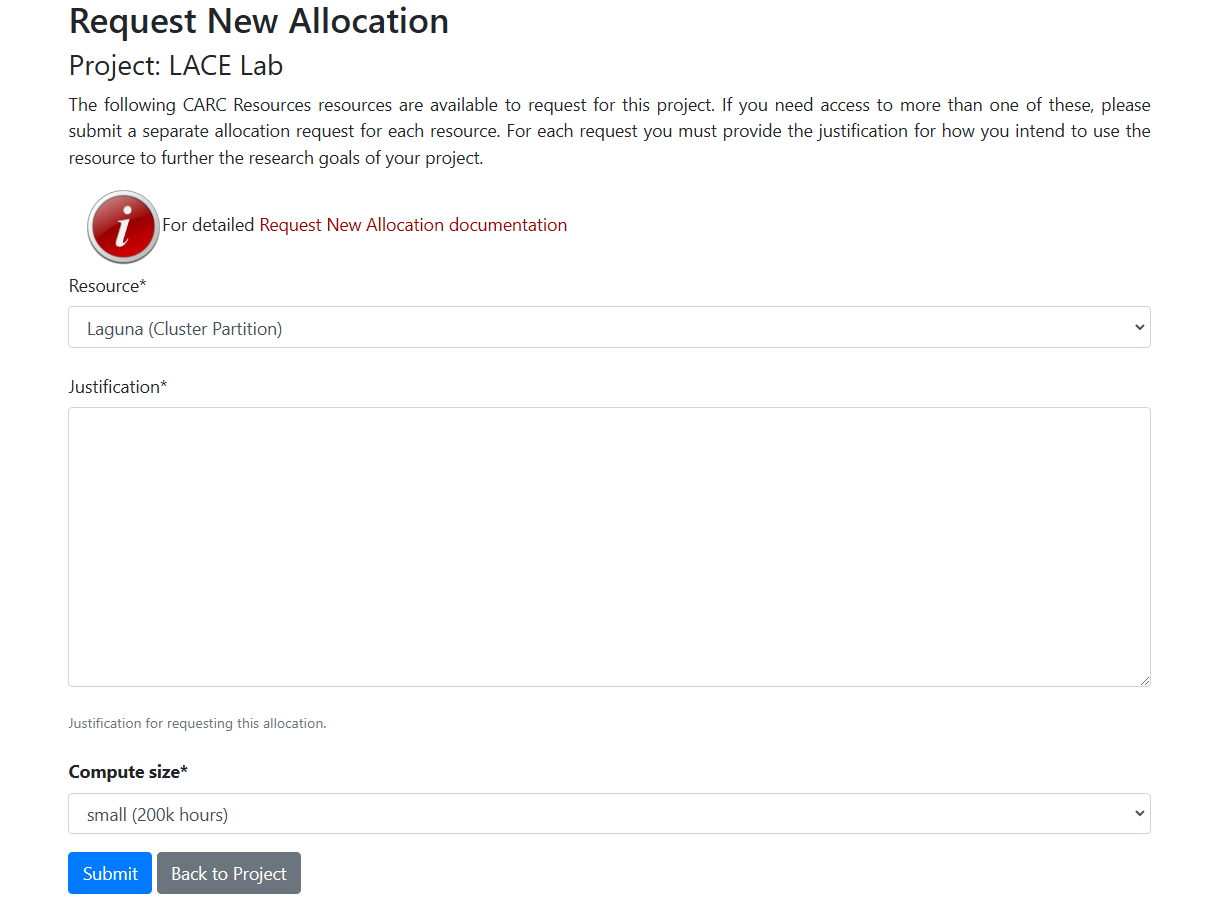 Request New Allocation
Project: LACE Lab
The following CARC Resources resources are available to request for this project. If you need access to more than one of these, please
submit a separate allocation request for each resource. For each request you must provide the justification for how you intend to use the
resource to further the research goals of your project.
i
For detailed Request New Allocation documentation
Resource*
Laguna (Cluster Partition)
Justification*
Justification for requesting this allocation.
Compute size*
small (200k hours)
Submit Back to Project